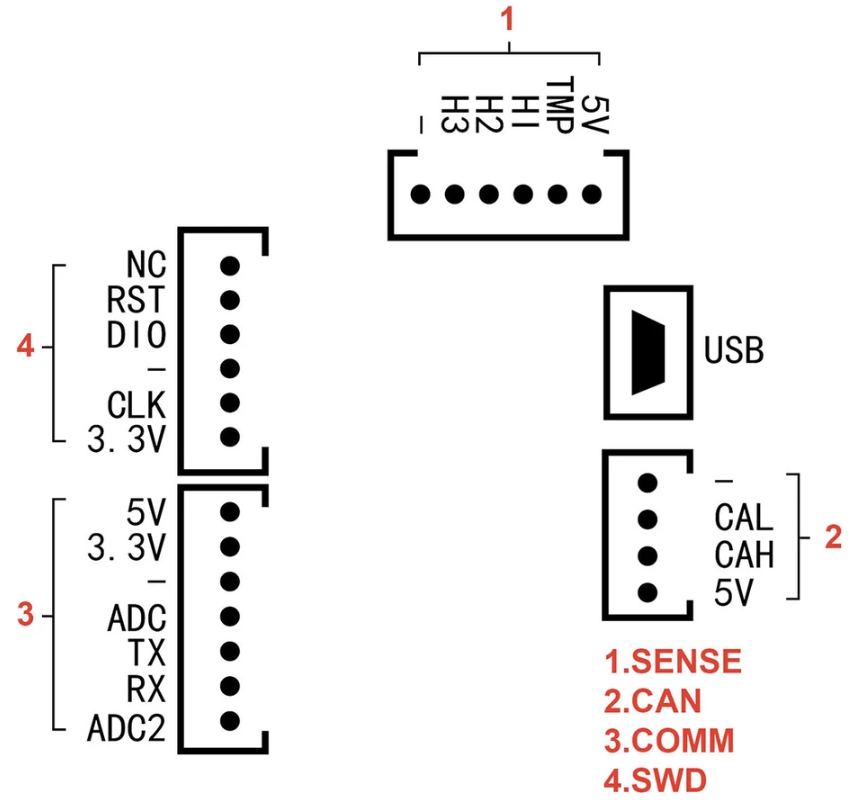 1
-
H3
H2
H1
TMP
5V
NC
RST
DIO
-
CLK
3.3V
4
USB
-
CAL
CAH
5V
2
5V
3.3V
-
ADC
TX
RX
ADC2
3
1.SENSE
2.CAN
3.COMM
4.SWD